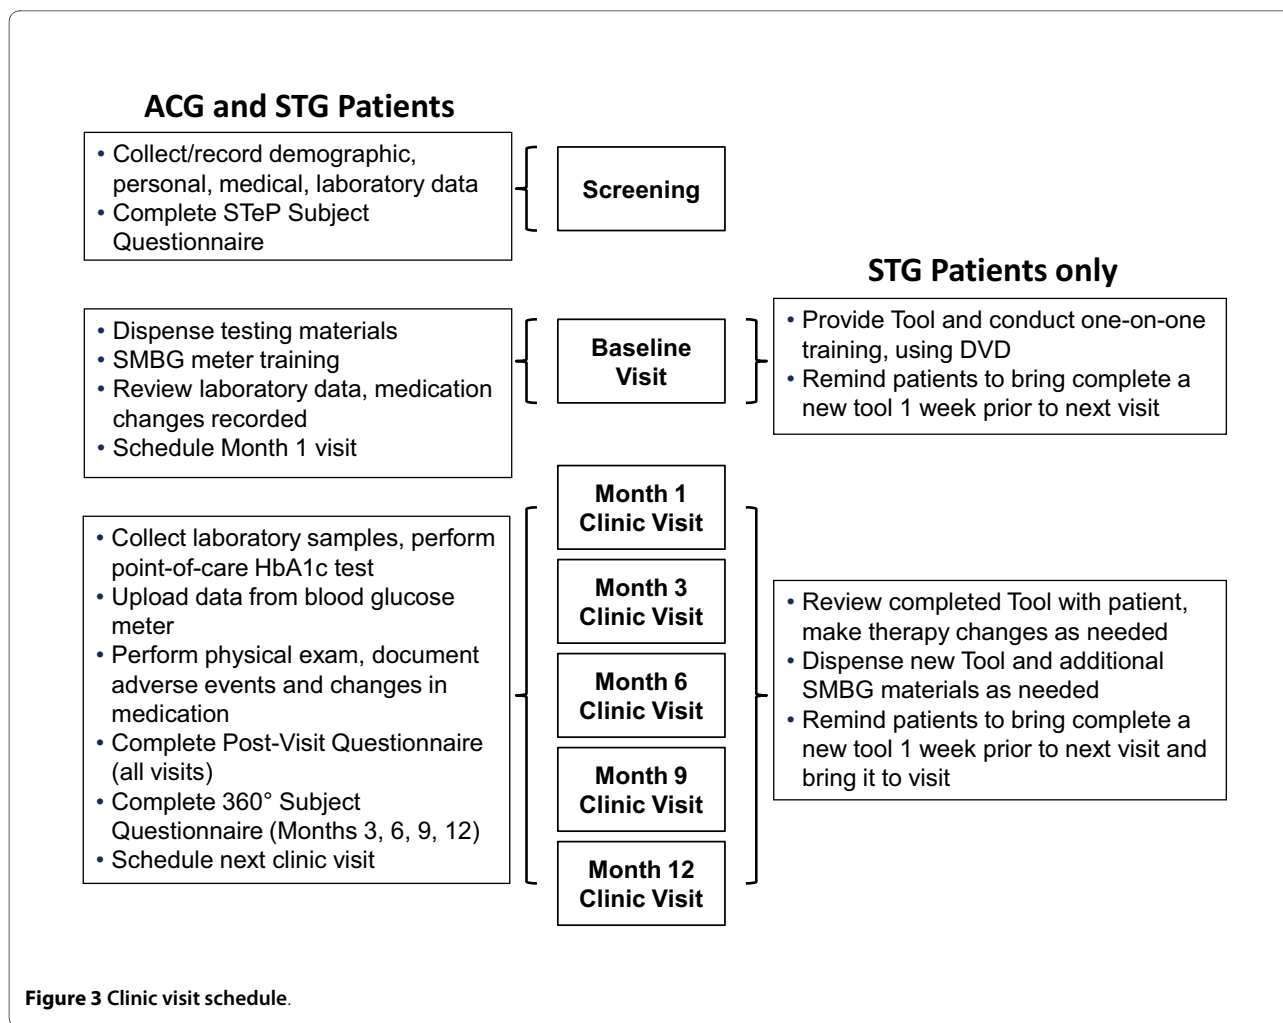 ACG and STG Patients
• Collect/record demographic,
personal, medical, laboratory data
• Complete STeP Subject
Questionnaire
Screening
STG Patients only
• Dispense testing materials
• SMBG meter training
• Review laboratory data, medication
changes recorded
• Schedule Month 1 visit
Baseline
Visit
• Provide Tool and conduct one-on-one
training, using DVD
• Remind patients to bring complete a
new tool 1 week prior to next visit
• Collect laboratory samples, perform
point-of-care HbA1c test
• Upload data from blood glucose
meter
• Perform physical exam, document
adverse events and changes in
medication
• Complete Post-Visit Questionnaire
(all visits)
• Complete 360° Subject
Questionnaire (Months 3, 6, 9, 12)
• Schedule next clinic visit
Month 1
Clinic Visit
Month 3
Clinic Visit
Month 6
Clinic Visit
Month 9
Clinic Visit
Month 12
Clinic Visit
• Review completed Tool with patient,
make therapy changes as needed
• Dispense new Tool and additional
SMBG materials as needed
• Remind patients to bring complete a
new tool 1 week prior to next visit and
bring it to visit
Figure 3 Clinic visit schedule.